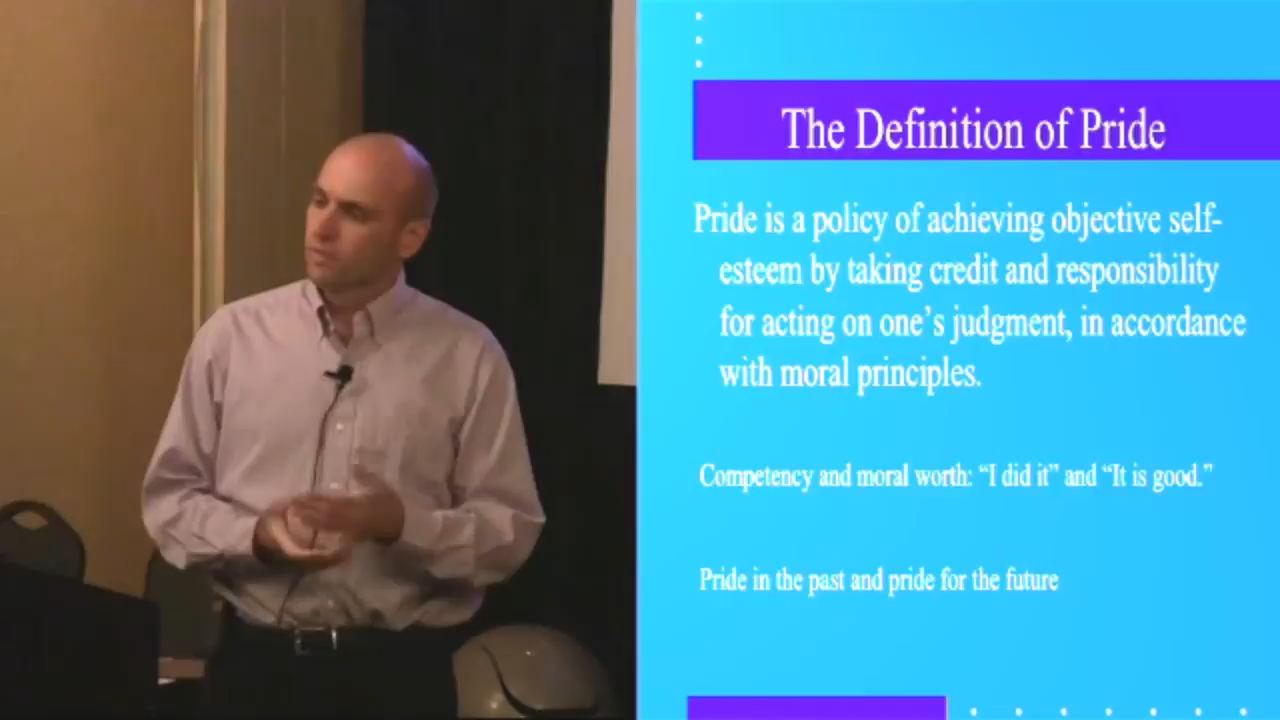 The Definition of Pride
Pride is a policy of achieving objective self-
esteem by taking credit and responsibility
for acting on one’s judgment, in accordance
with moral principles.
Competency and moral worth: “I did it” and “It is good.”
Pride in the past and pride for the future